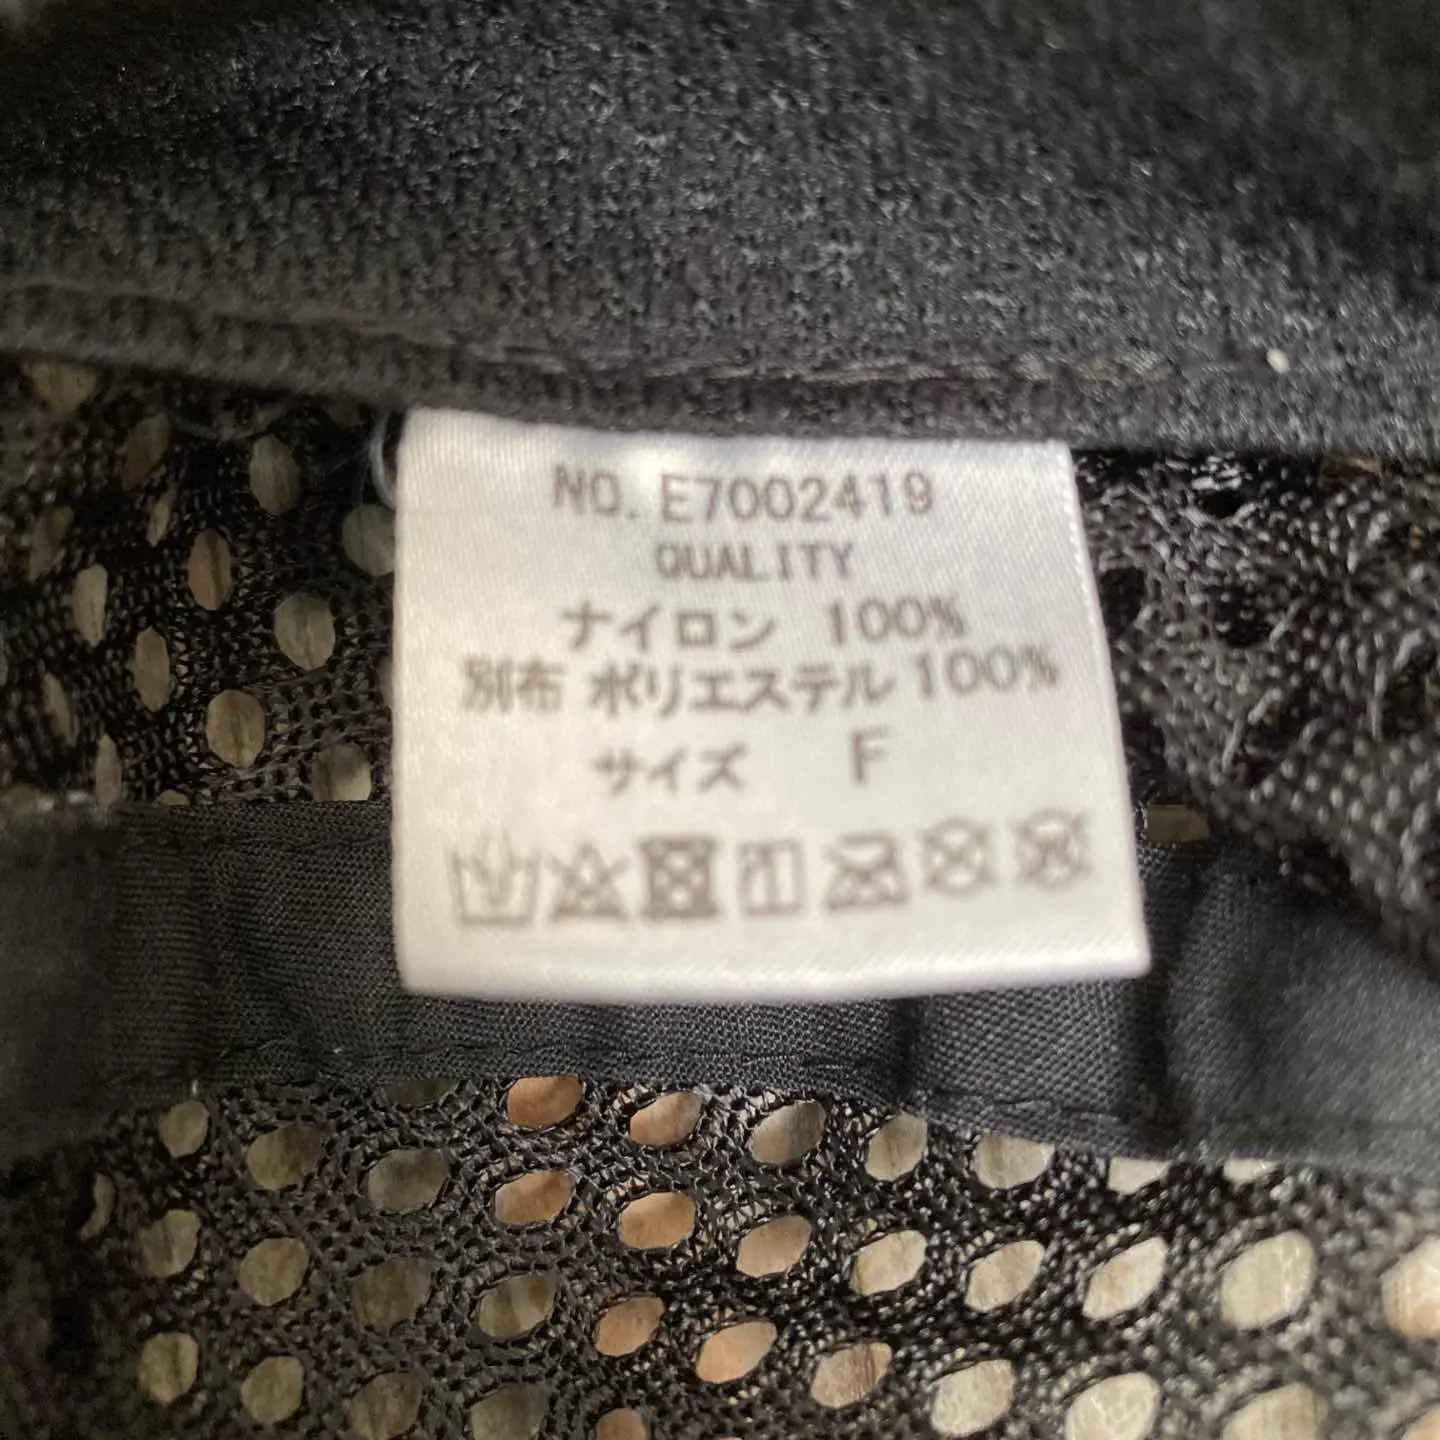 NO. E7002419
QUALITY
ナイロン 100%
別布 ポリエステル 100%
サイズ F